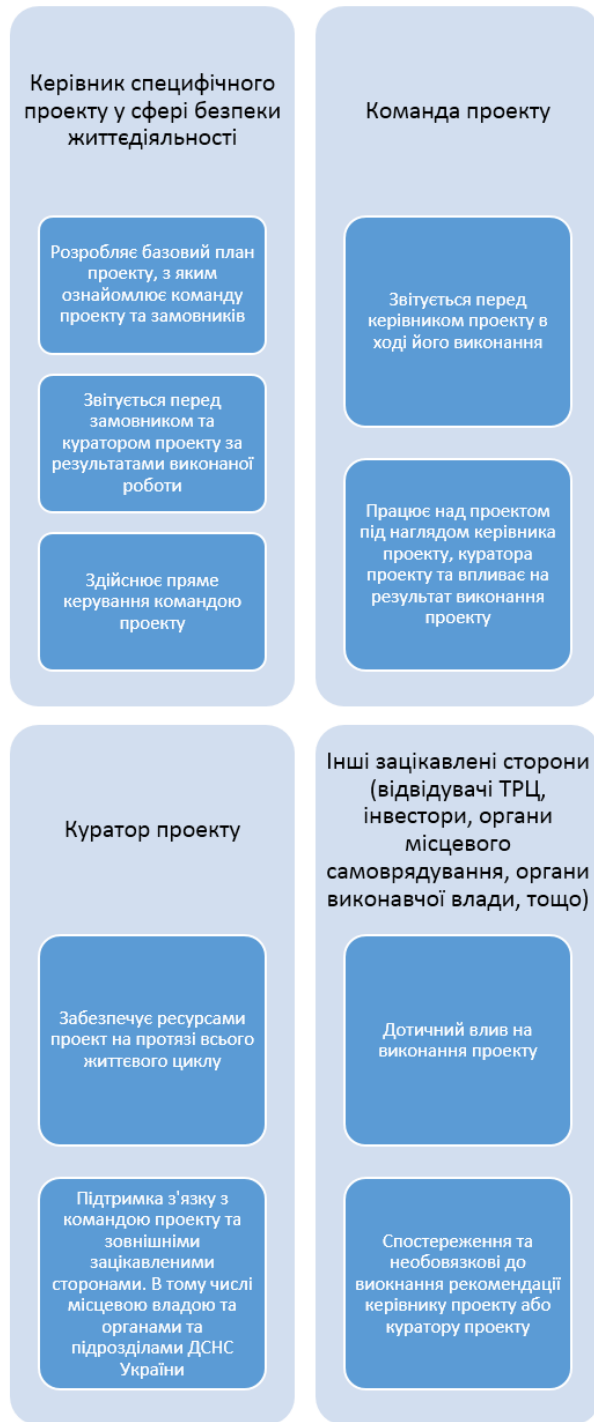 Керівник специфічного
проекту у сфері безпеки
життєдіяльності
Розробляє базовий план
проекту, з яким
ознайомлює команду
проекту та замовників
Звітується перед
замовником та
куратором проекту за
результатами виконаної
роботи
Здійснює пряме
керування командою
проекту
Команда проекту
Звітується перед
керівником проекту в
ході його виконання
Працює над проектом
під наглядом керівника
проекту, куратора
проекту та впливає на
результат виконання
проекту
Куратор проекту
Забезпечує ресурсами
проект на протязі всього
життєвого циклу
Підтримка з'язку з
командою проекту та
зовнішніми
зацікавленими
сторонами. В тому числі
місцевою владою та
органами та
підрозділами ДСНС
України
Інші зацікавлені сторони
(відвідувачі ТРЦ,
інвестори, органи
місцевого
самоврядування, органи
виконавчої влади, тощо)
Дотичний влив на
виконання проекту
Спостереження та
необовязкові до
виокнання рекомендації
керівнику проекту або
куратору проекту